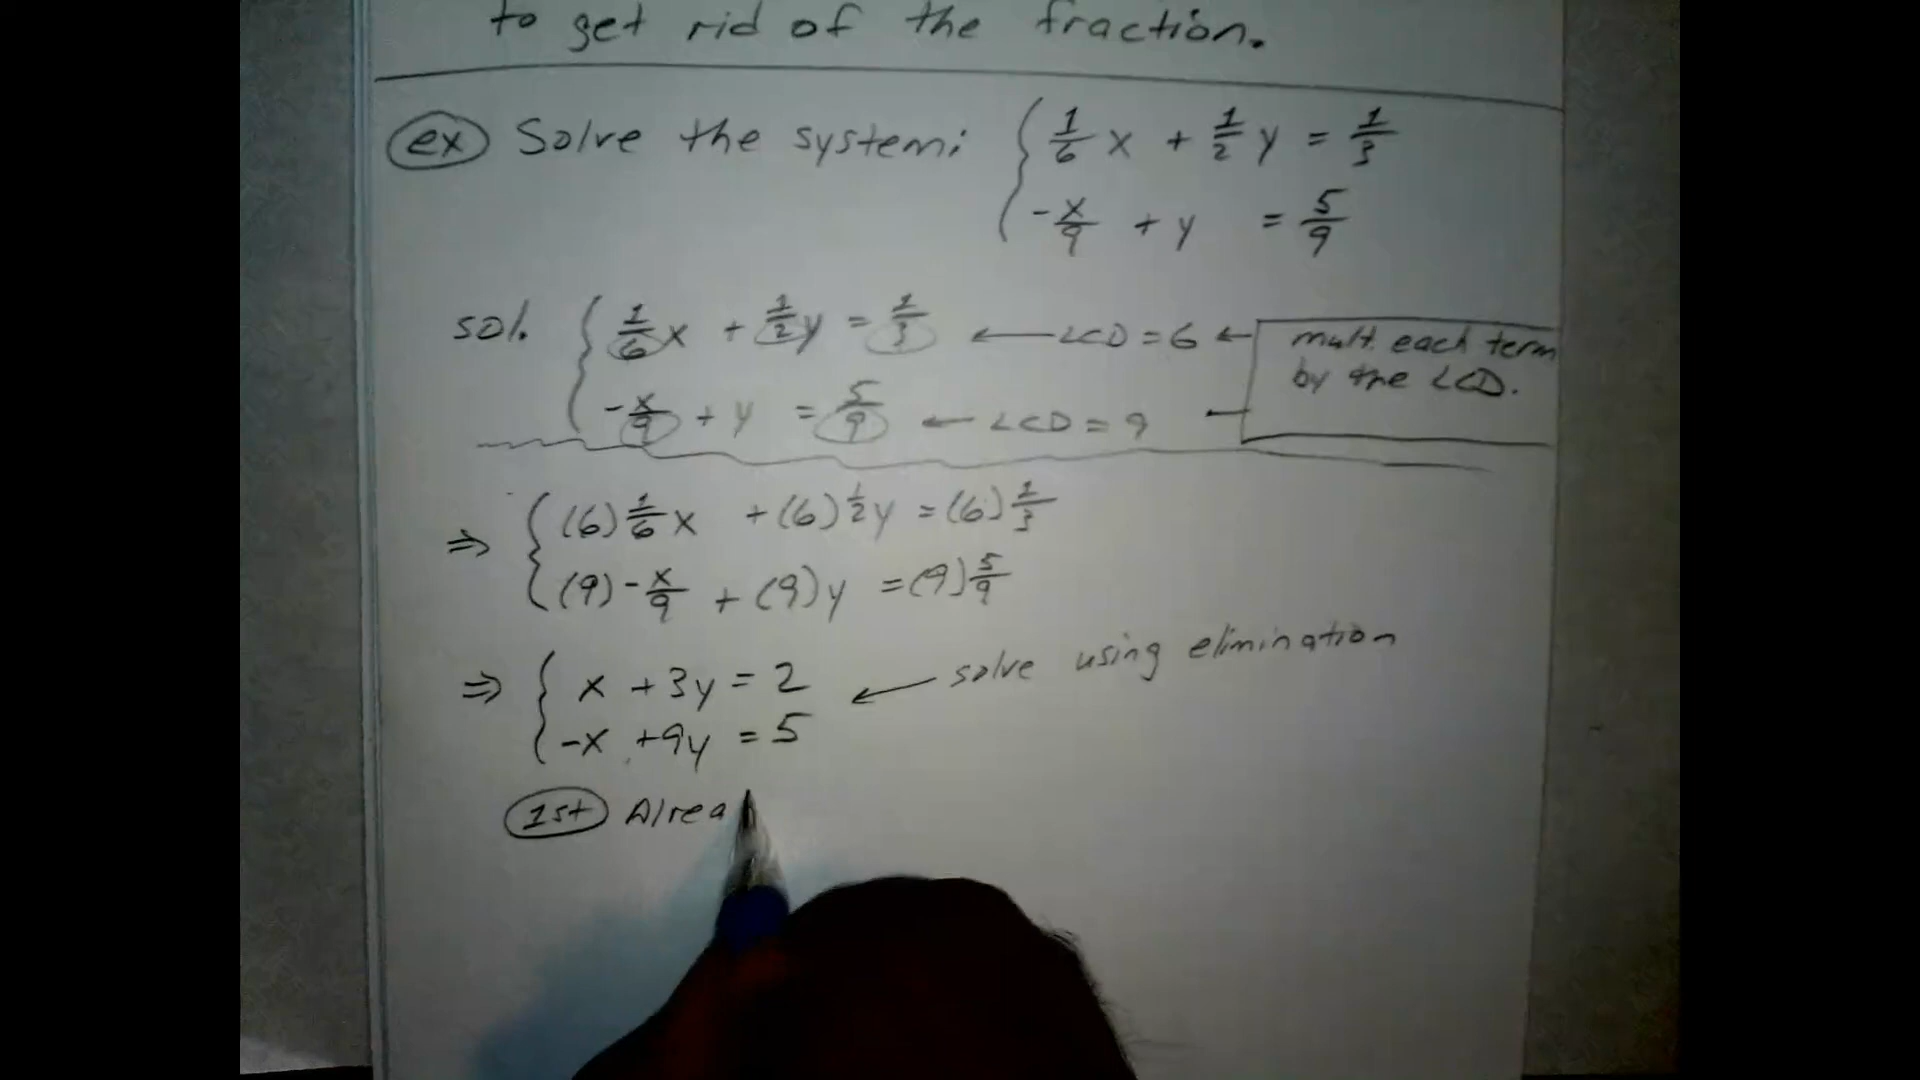 to get rid of the fraction.
ex Solve the system: { 1/6 x + 1/2 y = 1/3
-x/9 + y = 5/9
sol. { 1/6 x + 1/2 y = 1/3 ← LCD = 6 ← mult. each term
by the LCD.
-x/9 + y = 5/9 ← LCD = 9
⇒ { (6) 1/6 x + (6) 1/2 y = (6) 1/3
(9) - x/9 + (9) y = (9) 5/9
⇒ { x + 3y = 2 ← solve using elimination
-x + 9y = 5
1st Alrea